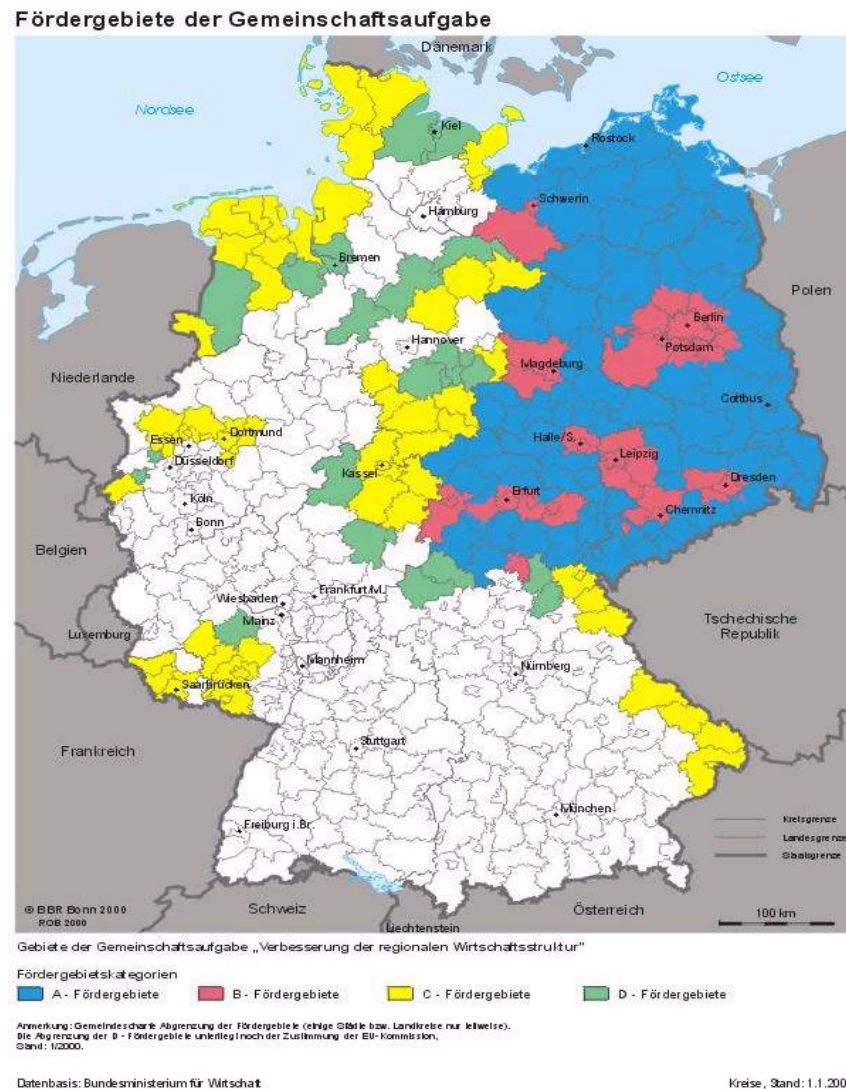 Fördergebiete der Gemeinschaftsaufgabe
Dänemark
Nordsee
Ostsee
Kiel
Rostock
Schwerin
Hamburg
Bremen
Polen
Berlin
Potsdam
Hannover
Magdeburg
Niederlande
Cottbus
Essen
Dortmund
Halle/S.
Leipzig
Düsseldorf
Kassel
Dresden
Erfurt
Köln
Chemnitz
Bonn
Belgien
Wiesbaden
Frankfurt/M.
Mainz
Luxemburg
Tschechische
Republik
Mannheim
Nürnberg
Saarbrücken
Frankreich
Stuttgart
München
Freiburg i.Br.
Kreisgrenze
Landesgrenze
Staatsgrenze
© BBR Bonn 2000
ROB 2000
Schweiz
Österreich
100 km
Liechtenstein
Gebiete der Gemeinschaftsaufgabe „Verbesserung der regionalen Wirtschaftsstruktur"
Fördergebietskategorien
A - Fördergebiete
B - Fördergebiete
C - Fördergebiete
D - Fördergebiete
Anmerkung: Gemeindescharfe Abgrenzung der Fördergebiete (einige Städte bzw. Landkreise nur teilweise).
Die Abgrenzung der D - Fördergebiete unterliegt noch der Zustimmung der EU-Kommission,
Stand: 1/2000.
Datenbasis: Bundesministerium für Wirtschaft
Kreise, Stand: 1.1.200